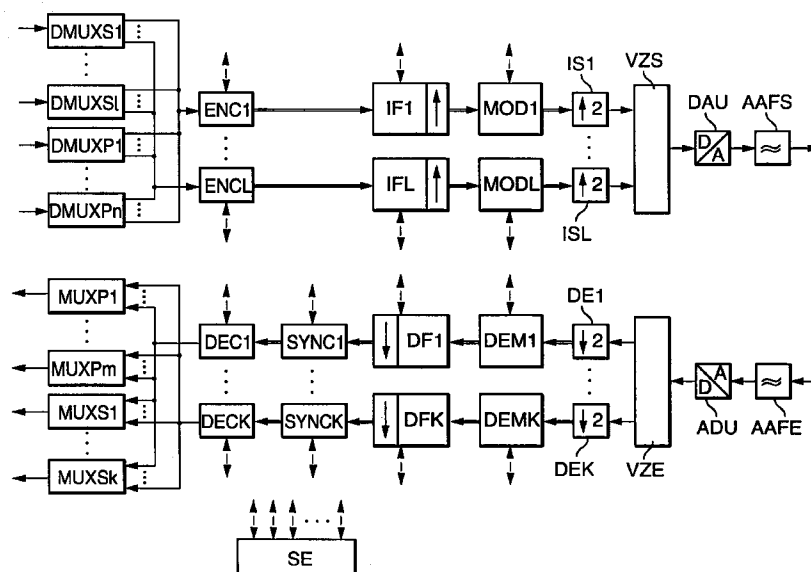 DMUXS1
DMUXSl
DMUXP1
DMUXPn
ENC1
ENCL
IF1
IFL
MOD1
MODL
IS1
↑2
↑2
ISL
VZS
DAU
D
A
AAFS
≈
MUXP1
MUXPm
MUXS1
MUXSk
DEC1
DECK
SYNC1
SYNCK
DF1
DFK
DEM1
DEMK
DE1
↓2
↓2
DEK
VZE
A
D
ADU
≈
AAFE
SE